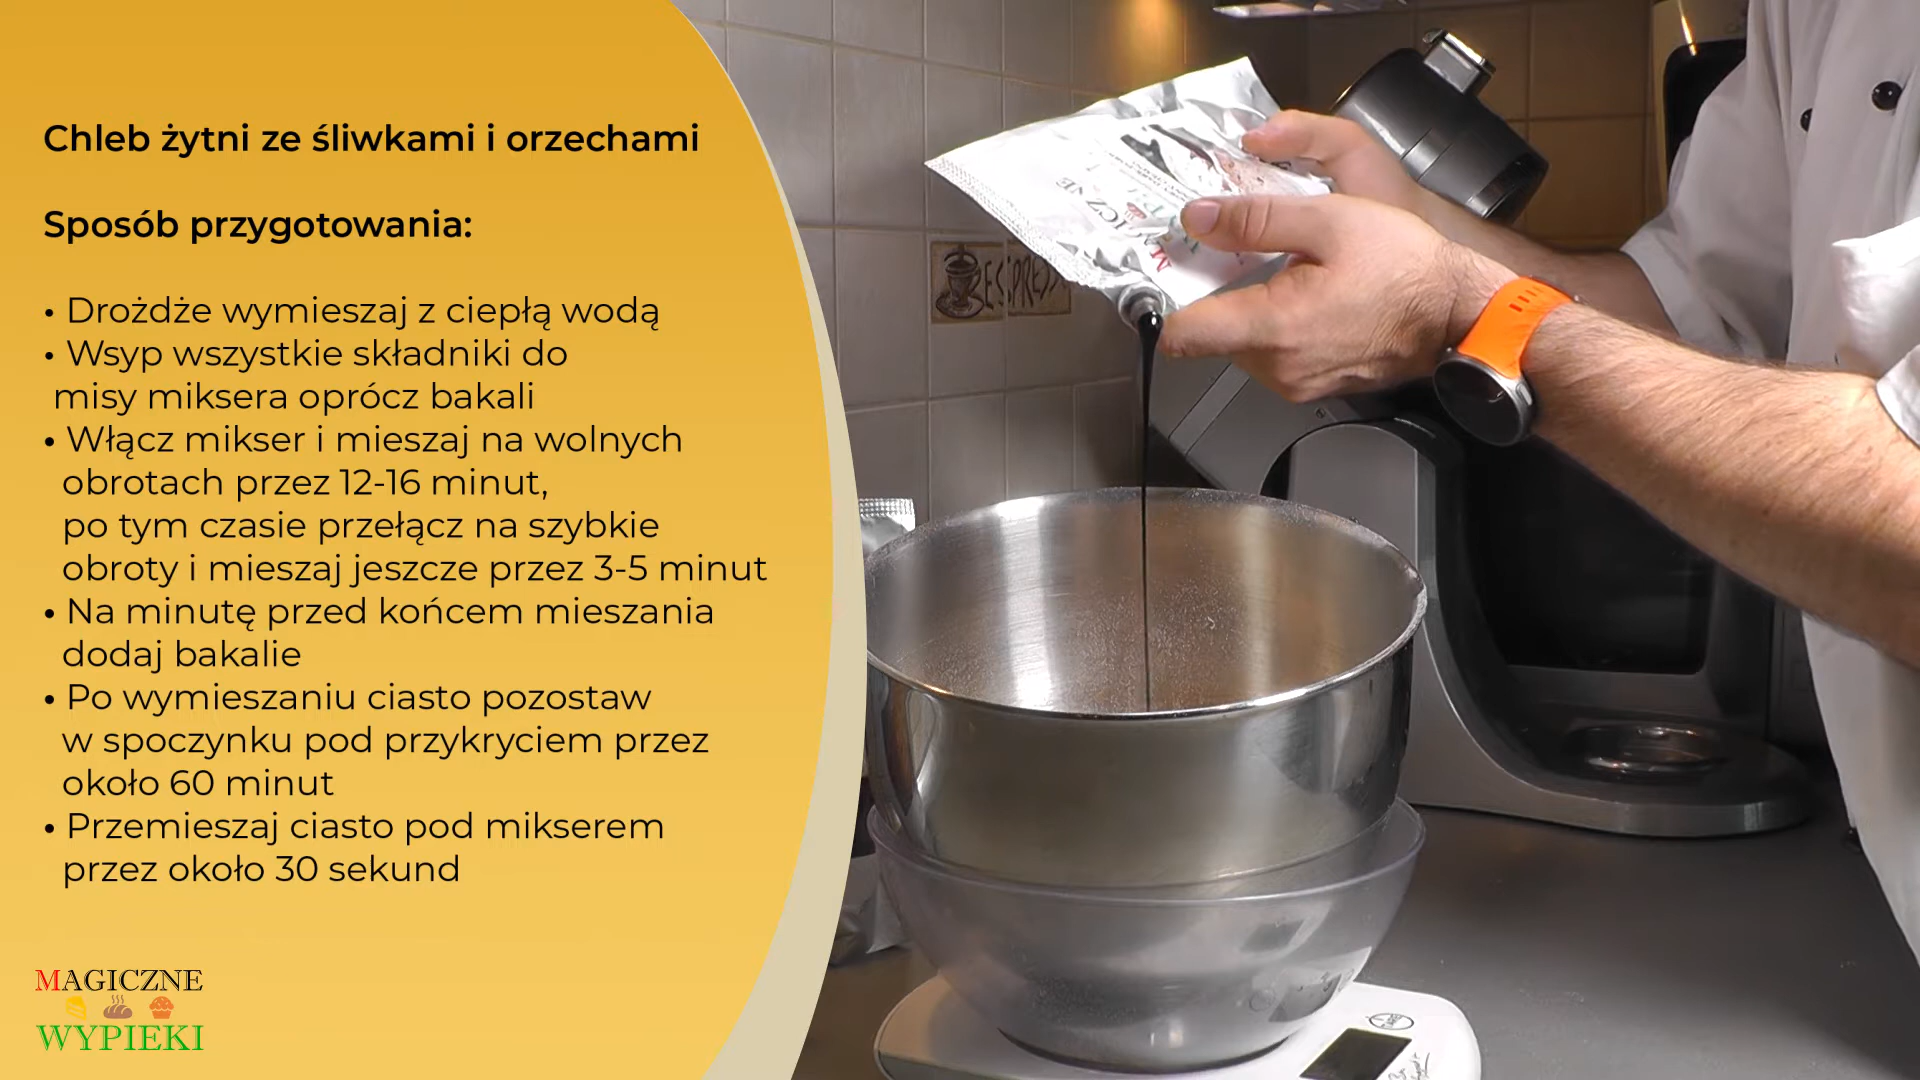 Chleb żytni ze śliwkami i orzechami
Sposób przygotowania:
• Drożdże wymieszaj z ciepłą wodą
• Wsyp wszystkie składniki do
misy miksera oprócz bakali
• Włącz mikser i mieszaj na wolnych
obrotach przez 12-16 minut,
po tym czasie przełącz na szybkie
obroty i mieszaj jeszcze przez 3-5 minut
• Na minutę przed końcem mieszania
dodaj bakalie
• Po wymieszaniu ciasto pozostaw
w spoczynku pod przykryciem przez
około 60 minut
• Przemieszaj ciasto pod mikserem
przez około 30 sekund
MAGICZNE
WYPIEKI
ESPRESS